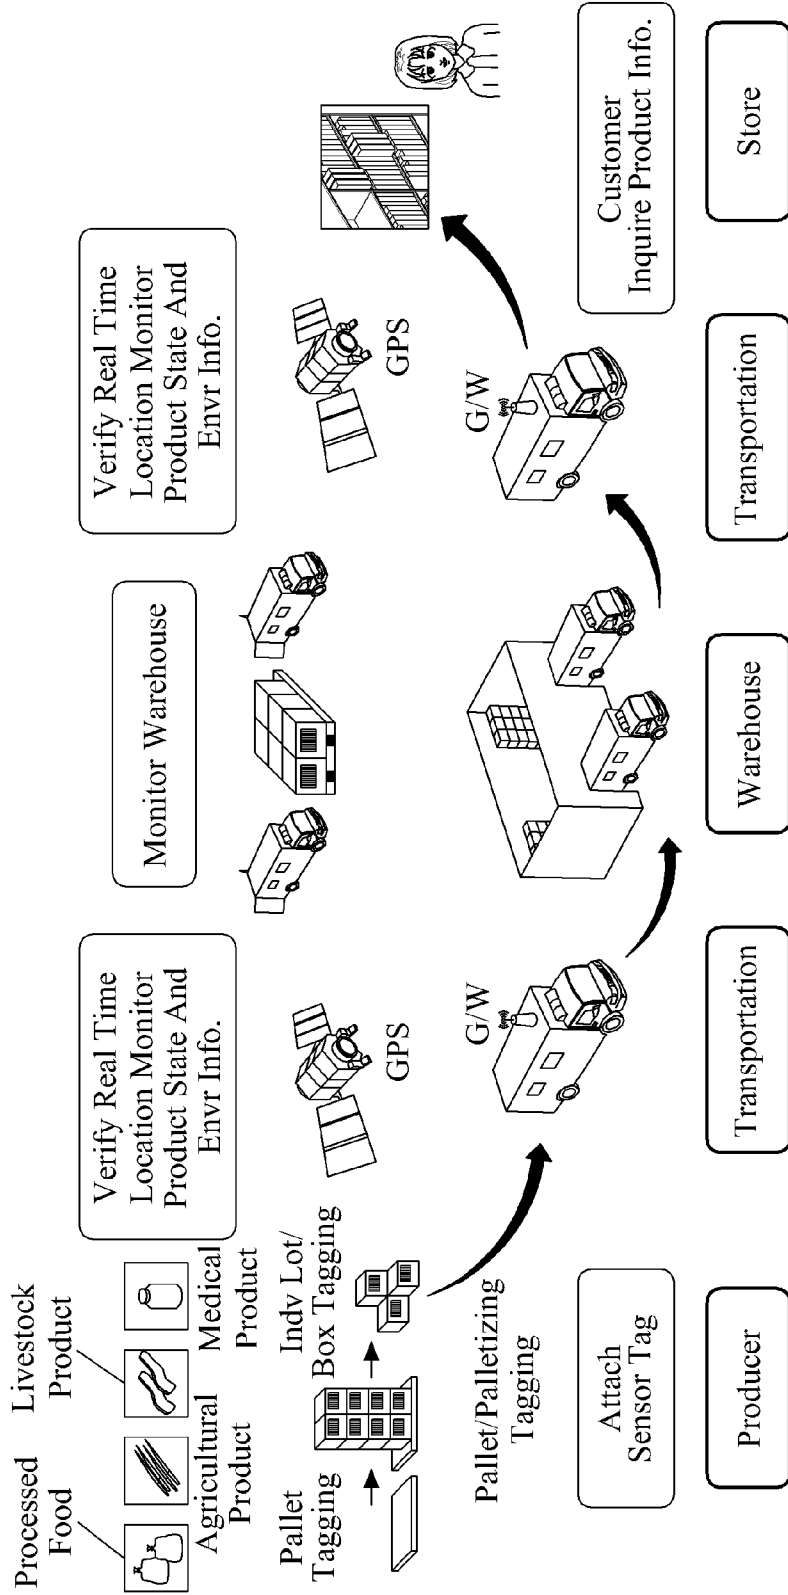 Processed
Food
Livestock
Product
Agricultural
Product
Medical
Product
Verify Real Time
Location Monitor
Product State And
Envr Info.
Monitor Warehouse
Verify Real Time
Location Monitor
Product State And
Envr Info.
Pallet
Tagging
Indv Lot/
Box Tagging
GPS
GPS
Pallet/Palletizing
Tagging
G/W
G/W
Attach
Sensor Tag
Customer
Inquire Product Info.
Producer
Transportation
Warehouse
Transportation
Store